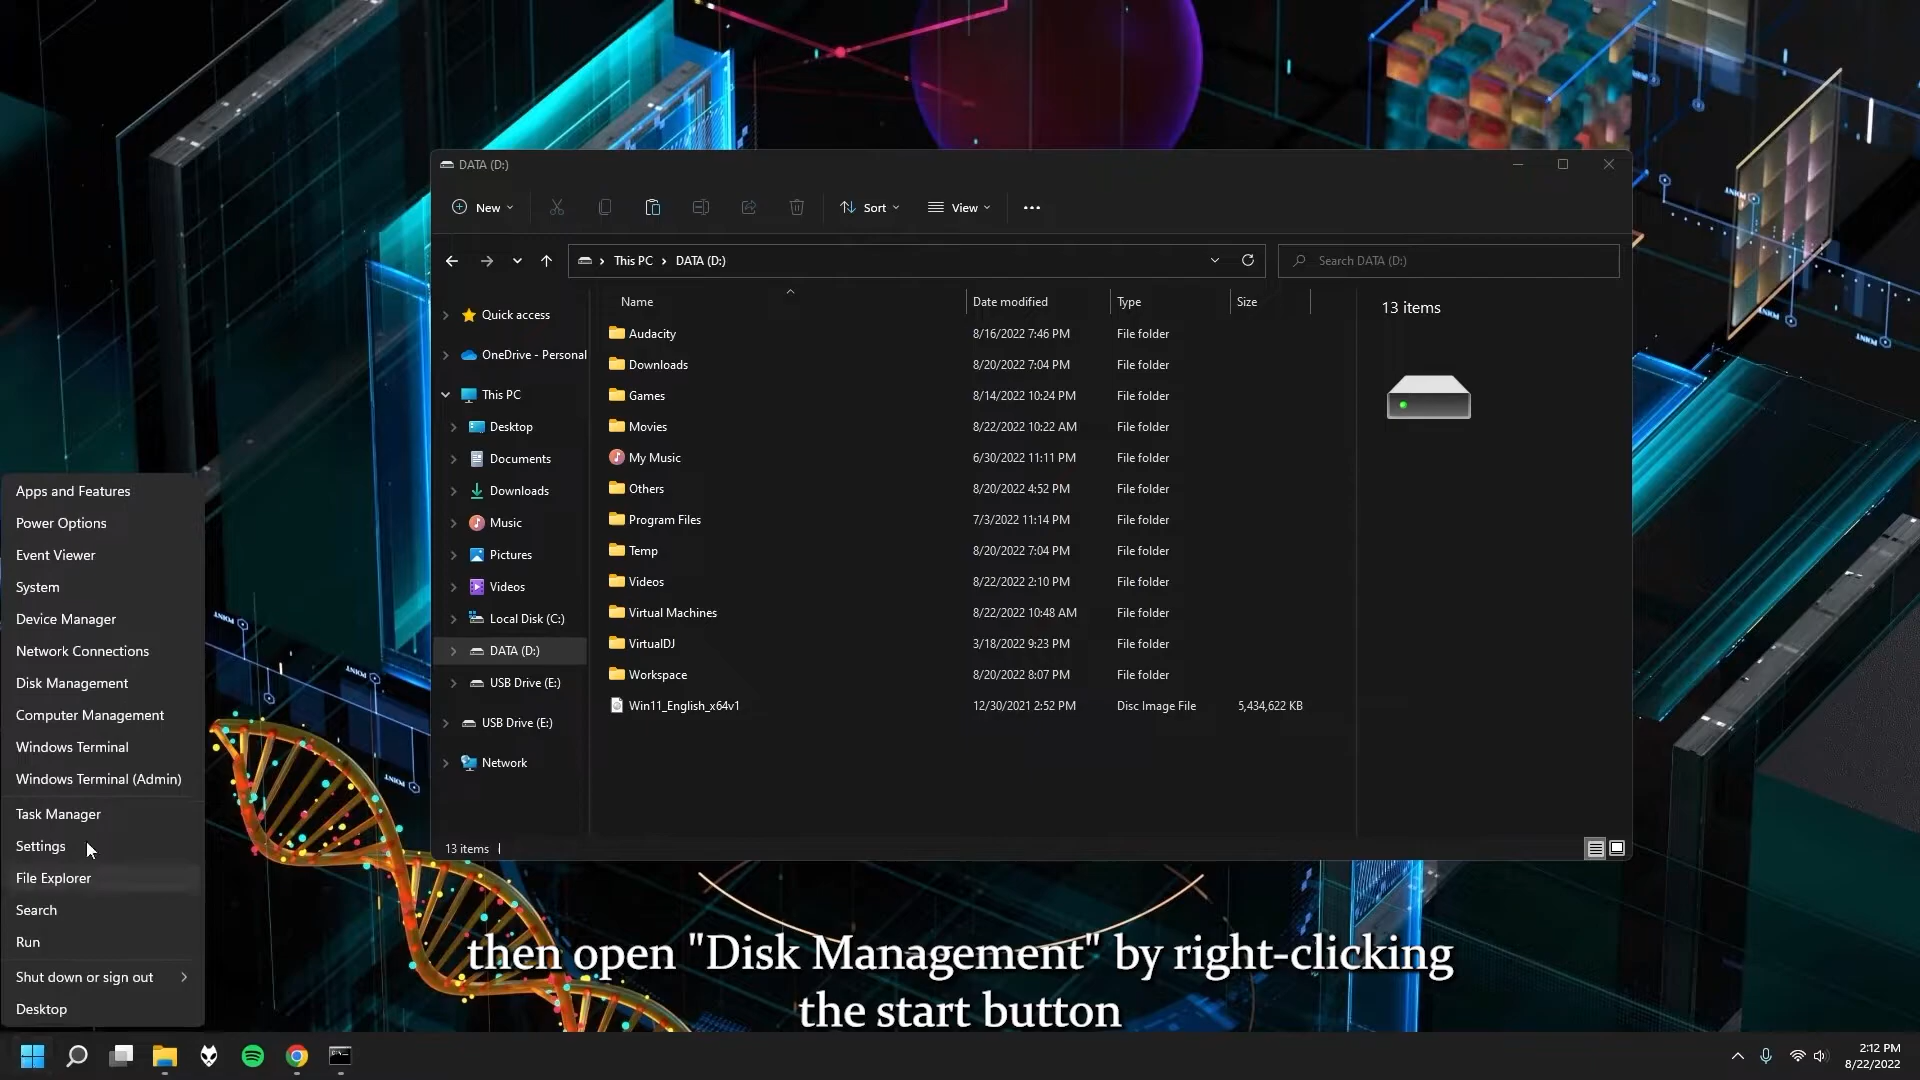 DATA (D:)
New
Sort
View
This PC
DATA (D:)
Search DATA (D:)
Quick access
OneDrive - Personal
This PC
Desktop
Documents
Downloads
Music
Pictures
Videos
Local Disk (C:)
DATA (D:)
USB Drive (E:)
USB Drive (E:)
Network
Name Date modified Type Size
Audacity 8/16/2022 7:46 PM File folder
Downloads 8/20/2022 7:04 PM File folder
Games 8/14/2022 10:24 PM File folder
Movies 8/22/2022 10:22 AM File folder
My Music 6/30/2022 11:11 PM File folder
Others 8/20/2022 4:52 PM File folder
Program Files 7/3/2022 11:14 PM File folder
Temp 8/20/2022 7:04 PM File folder
Videos 8/22/2022 2:10 PM File folder
Virtual Machines 8/22/2022 10:48 AM File folder
VirtualDJ 3/18/2022 9:23 PM File folder
Workspace 8/20/2022 8:07 PM File folder
Win11_English_x64v1 12/30/2021 2:52 PM Disc Image File 5,434,622 KB
13 items
13 items
Apps and Features
Power Options
Event Viewer
System
Device Manager
Network Connections
Disk Management
Computer Management
Windows Terminal
Windows Terminal (Admin)
Task Manager
Settings
File Explorer
Search
Run
Shut down or sign out
Desktop
POINT
POINT
POINT
POINT
POINT
POINT
then open "Disk Management" by right-clicking
the start button
2:12 PM
8/22/2022